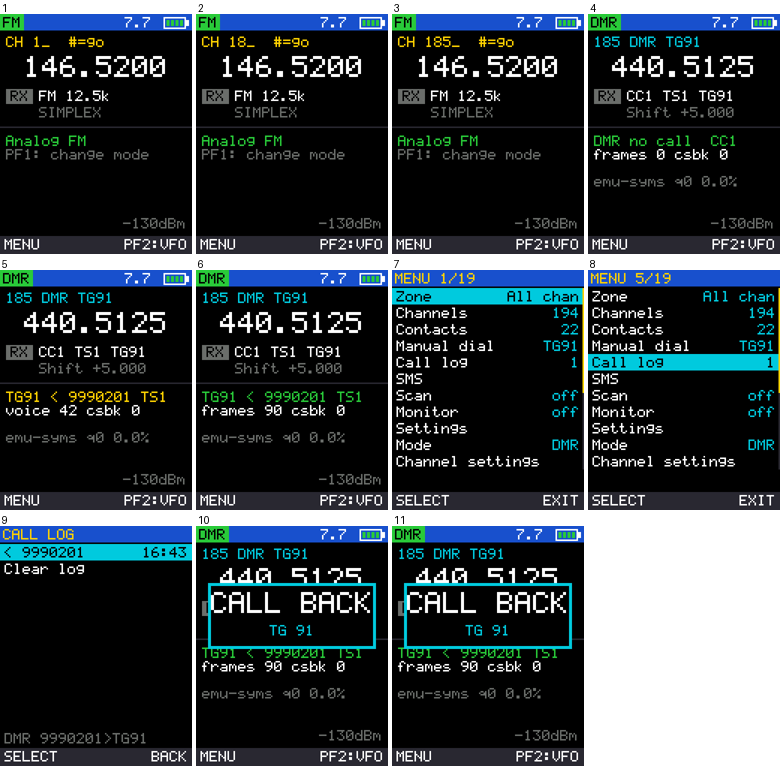 1
FM 7.7
CH 1_ #=go
146.5200
RX FM 12.5k
SIMPLEX
Analog FM
PF1: change mode
-130dBm
MENU PF2:VFO
2
FM 7.7
CH 18_ #=go
146.5200
RX FM 12.5k
SIMPLEX
Analog FM
PF1: change mode
-130dBm
MENU PF2:VFO
3
FM 7.7
CH 185_ #=go
146.5200
RX FM 12.5k
SIMPLEX
Analog FM
PF1: change mode
-130dBm
MENU PF2:VFO
4
DMR 7.7
185 DMR TG91
440.5125
RX CC1 TS1 TG91
Shift +5.000
DMR no call CC1
frames 0 csbk 0
emu-syms q0 0.0%
-130dBm
MENU PF2:VFO
5
DMR 7.7
185 DMR TG91
440.5125
RX CC1 TS1 TG91
Shift +5.000
TG91 < 9990201 TS1
voice 42 csbk 0
emu-syms q0 0.0%
-130dBm
MENU PF2:VFO
6
DMR 7.7
185 DMR TG91
440.5125
RX CC1 TS1 TG91
Shift +5.000
TG91 < 9990201 TS1
frames 90 csbk 0
emu-syms q0 0.0%
-130dBm
MENU PF2:VFO
7
MENU 1/19
Zone All chan
Channels 194
Contacts 22
Manual dial TG91
Call log 1
SMS
Scan off
Monitor off
Settings
Mode DMR
Channel settings
SELECT EXIT
8
MENU 5/19
Zone All chan
Channels 194
Contacts 22
Manual dial TG91
Call log 1
SMS
Scan off
Monitor off
Settings
Mode DMR
Channel settings
SELECT EXIT
9
CALL LOG
< 9990201 16:43
Clear log
DMR 9990201>TG91
SELECT BACK
10
DMR 7.7
185 DMR TG91
440.5125
CALL BACK
TG 91
TG91 < 9990201 TS1
frames 90 csbk 0
emu-syms q0 0.0%
-130dBm
MENU PF2:VFO
11
DMR 7.7
185 DMR TG91
440.5125
CALL BACK
TG 91
TG91 < 9990201 TS1
frames 90 csbk 0
emu-syms q0 0.0%
-130dBm
MENU PF2:VFO